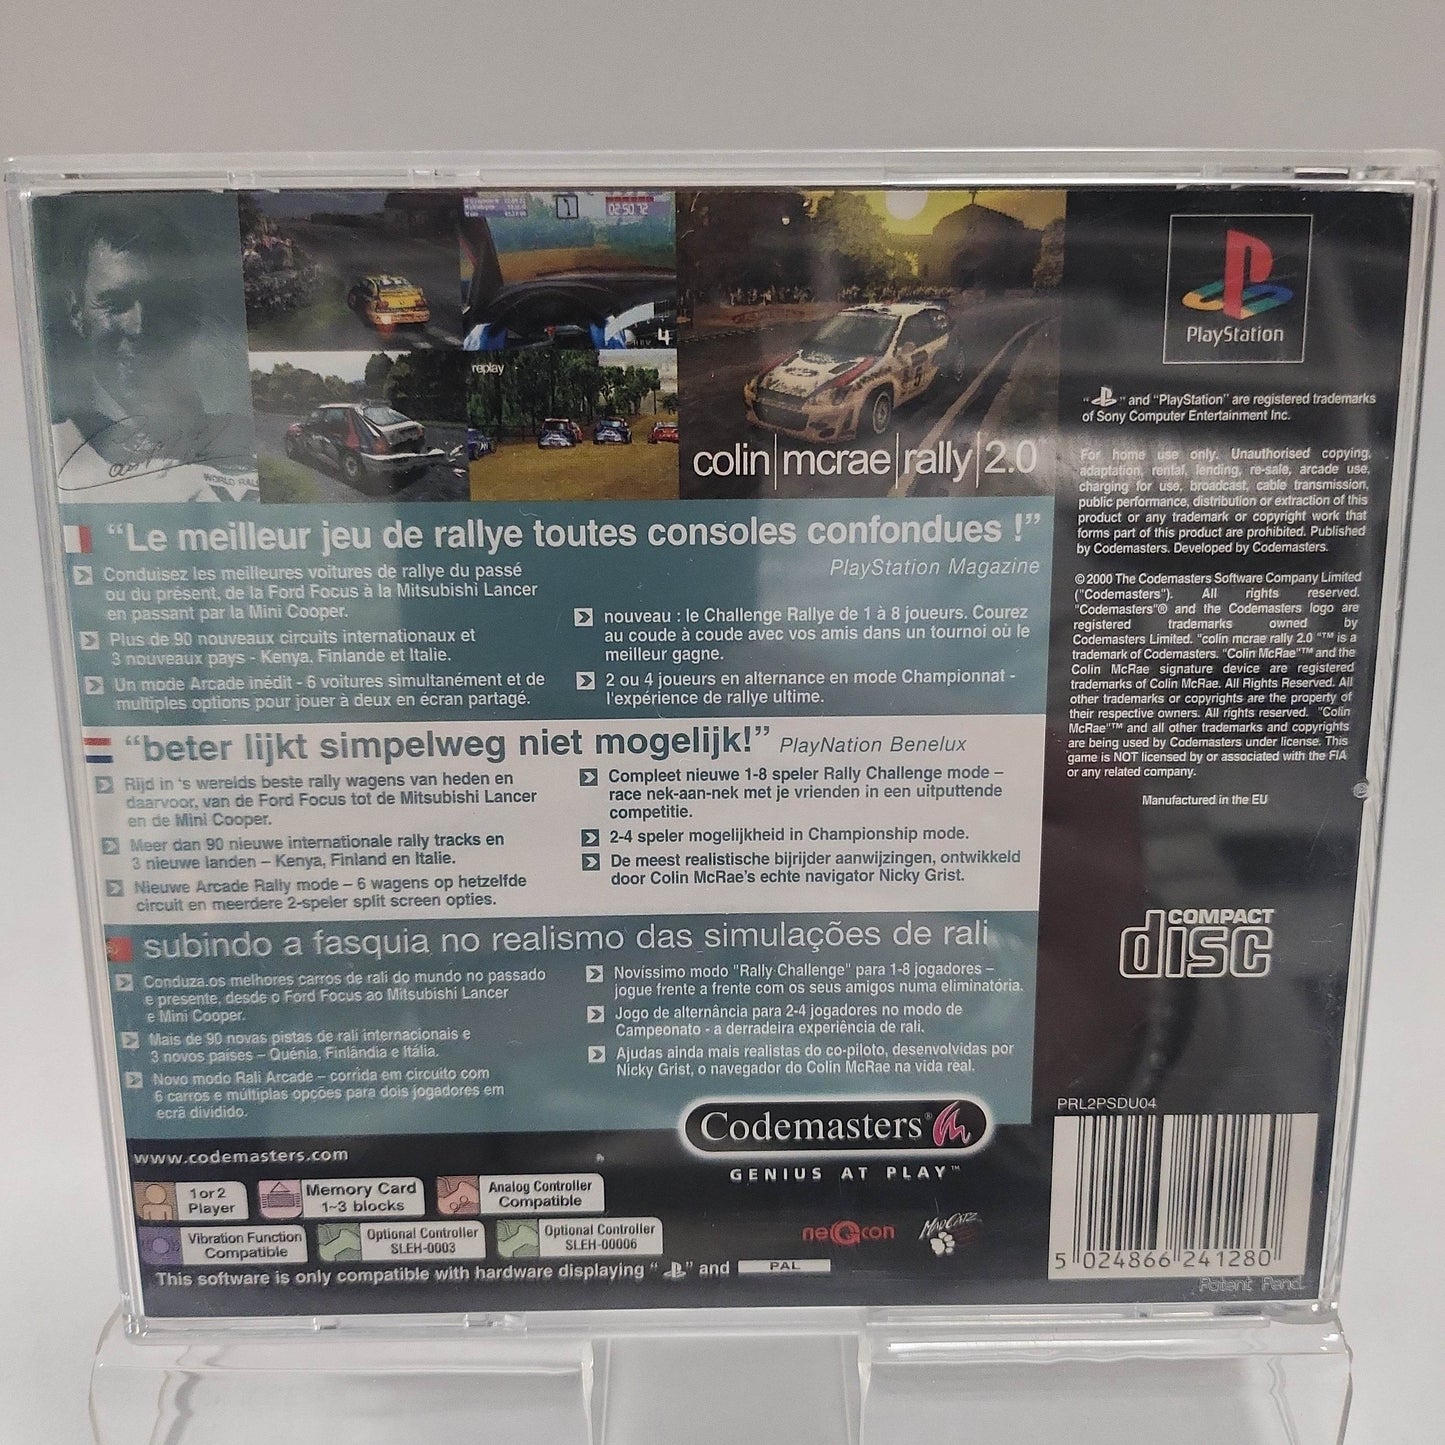 02:50.72
4
replay
WORLD RAL
colin|mcrae|rally|2.0
"Le meilleur jeu de rallye toutes consoles confondues !"
PlayStation Magazine
Conduisez les meilleures voitures de rallye du passé
ou du présent, de la Ford Focus à la Mitsubishi Lancer
en passant par la Mini Cooper.
Plus de 90 nouveaux circuits internationaux et
3 nouveaux pays - Kenya, Finlande et Italie.
Un mode Arcade inédit - 6 voitures simultanément et de
multiples options pour jouer à deux en écran partagé.
nouveau : le Challenge Rallye de 1 à 8 joueurs. Courez
au coude à coude avec vos amis dans un tournoi où le
meilleur gagne.
2 ou 4 joueurs en alternance en mode Championnat -
l'expérience de rallye ultime.
"beter lijkt simpelweg niet mogelijk!" PlayNation Benelux
Rijd in 's werelds beste rally wagens van heden en
daarvoor, van de Ford Focus tot de Mitsubishi Lancer
en de Mini Cooper.
Meer dan 90 nieuwe internationale rally tracks en
3 nieuwe landen – Kenya, Finland en Italie.
Nieuwe Arcade Rally mode – 6 wagens op hetzelfde
circuit en meerdere 2-speler split screen opties.
Compleet nieuwe 1-8 speler Rally Challenge mode –
race nek-aan-nek met je vrienden in een uitputtende
competitie.
2-4 speler mogelijkheid in Championship mode.
De meest realistische bijrijder aanwijzingen, ontwikkeld
door Colin McRae's echte navigator Nicky Grist.
subindo a fasquia no realismo das simulações de rali
Conduza.os melhores carros de rali do mundo no passado
e presente, desde o Ford Focus ao Mitsubishi Lancer
e Mini Cooper.
Mais de 90 novas pistas de rali internacionais e
3 novos países – Quénia, Finlândia e Itália.
Novo modo Rali Arcade – corrida em circuito com
6 carros e múltiplas opções para dois jogadores em
ecrã dividido.
Novíssimo modo "Rally Challenge" para 1-8 jogadores –
jogue frente a frente com os seus amigos numa eliminatória.
Jogo de alternância para 2-4 jogadores no modo de
Campeonato - a derradeira experiência de rali.
Ajudas ainda mais realistas do co-piloto, desenvolvidas por
Nicky Grist, o navegador do Colin McRae na vida real.
www.codemasters.com
Codemasters®
GENIUS AT PLAY™
1 or 2
Player
Memory Card
1~3 blocks
Analog Controller
Compatible
Vibration Function
Compatible
Optional Controller
SLEH-0003
Optional Controller
SLEH-00006
neGcon
MAD CATZ
This software is only compatible with hardware displaying " " and PAL
PlayStation
" " and "PlayStation" are registered trademarks
of Sony Computer Entertainment Inc.
For home use only. Unauthorised copying,
adaptation, rental, lending, re-sale, arcade use,
charging for use, broadcast, cable transmission,
public performance, distribution or extraction of this
product or any trademark or copyright work that
forms part of this product are prohibited. Published
by Codemasters. Developed by Codemasters.
©2000 The Codemasters Software Company Limited
("Codemasters"). All rights reserved.
"Codemasters"® and the Codemasters logo are
registered trademarks owned by
Codemasters Limited. "colin mcrae rally 2.0 "™ is a
trademark of Codemasters. "Colin McRae"™ and the
Colin McRae signature device are registered
trademarks of Colin McRae. All Rights Reserved. All
other trademarks or copyrights are the property of
their respective owners. All rights reserved. "Colin
McRae"™ and all other trademarks and copyrights
are being used by Codemasters under license. This
game is NOT licensed by or associated with the FIA
or any related company.
Manufactured in the EU
COMPACT
disc
PRL2PSDU04
5 024866 241280
Patent Pend.